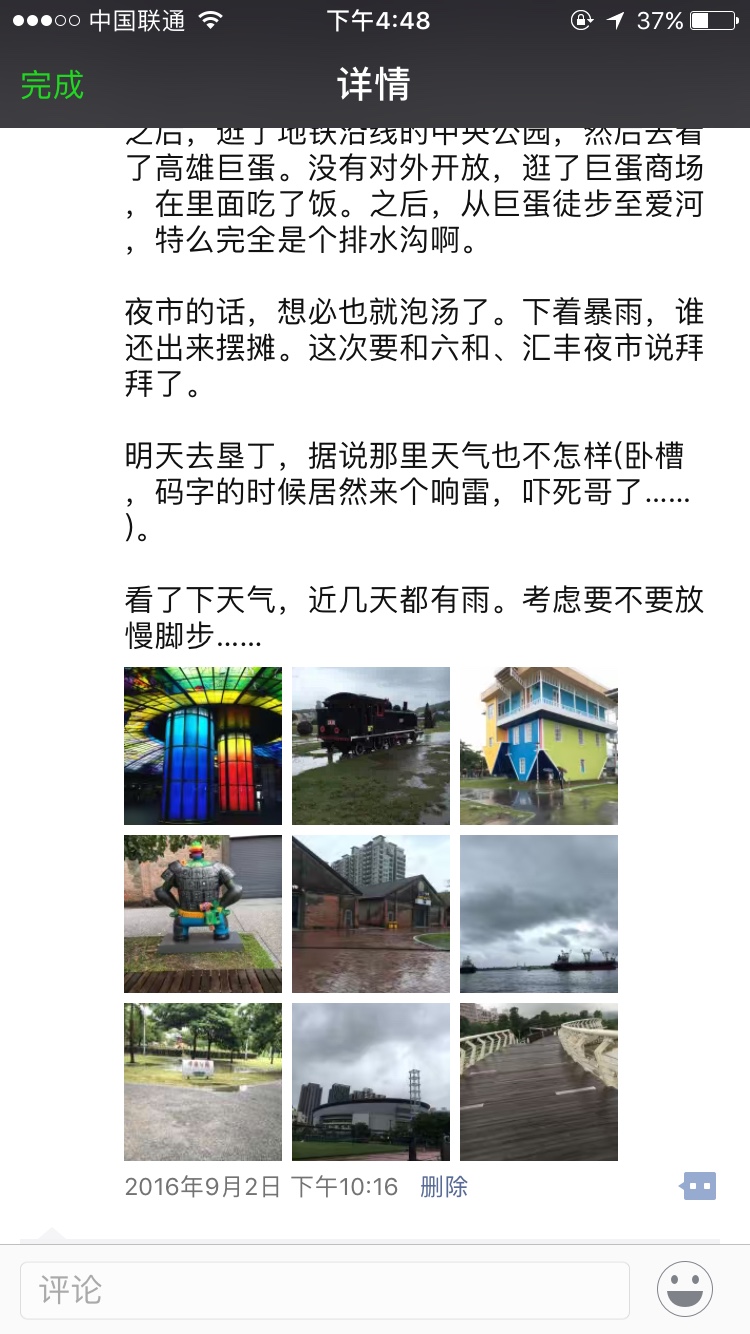 中国联通
下午4:48
37%
完成
详情
之后，逛了地铁沿线的中央公园，然后去看
了高雄巨蛋。没有对外开放，逛了巨蛋商场
，在里面吃了饭。之后，从巨蛋徒步至爱河
，特么完全是个排水沟啊。
夜市的话，想必也就泡汤了。下着暴雨，谁
还出来摆摊。这次要和六和、汇丰夜市说拜
拜了。
明天去垦丁，据说那里天气也不怎样(卧槽
，码字的时候居然来个响雷，吓死哥了……
)。
看了下天气，近几天都有雨。考虑要不要放
慢脚步……
2016年9月2日 下午10:16
删除
评论